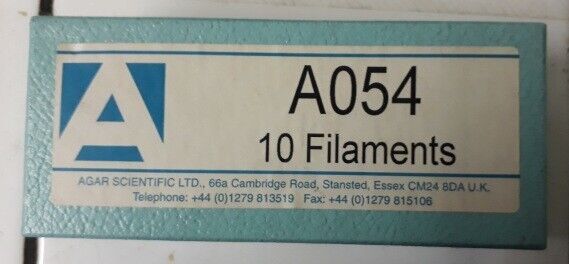 A
A054
10 Filaments
AGAR SCIENTIFIC LTD., 66a Cambridge Road, Stansted, Essex CM24 8DA U.K.
Telephone: +44 (0)1279 813519 Fax: +44 (0)1279 815106